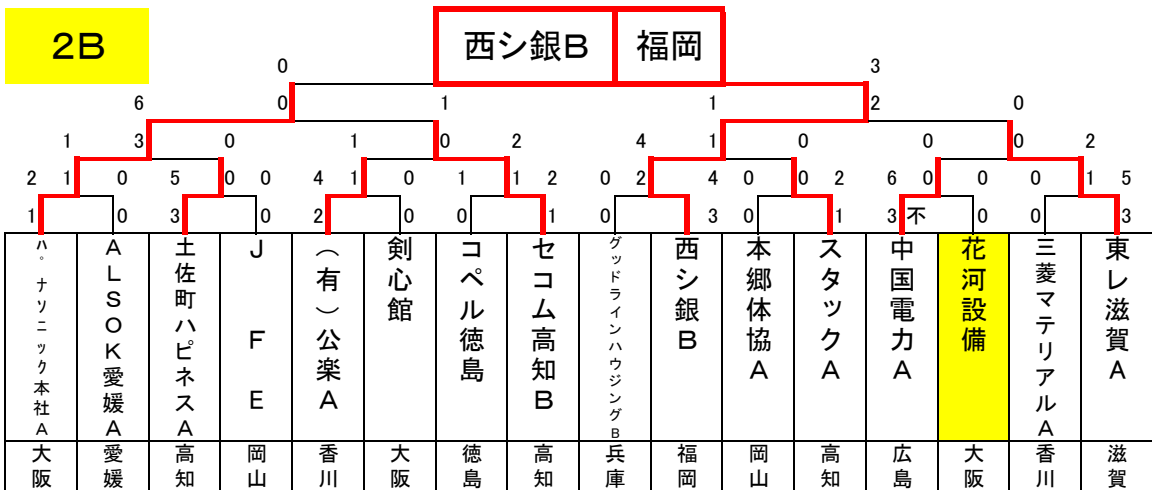 2B
西シ銀B 福岡
0 3
6 0 1 1 2 0
1 3 0 1 0 2 4 1 0 0 0 2
2 1 0 5 0 0 4 1 0 1 1 2 0 2 4 0 0 2 6 0 0 0 1 5
1 0 3 0 2 0 0 1 0 3 0 1 3 不 0 0 3
パナソニック本社A
ALSOK愛媛A
土佐町ハピネスA
J F E
(有)公楽A
剣心館
コペル徳島
セコム高知B
グッドラインハウジングB
西シ銀B
本郷体協A
スタックA
中国電力A
花河設備
三菱マテリアルA
東レ滋賀A
大阪 愛媛 高知 岡山 香川 大阪 徳島 高知 兵庫 福岡 岡山 高知 広島 大阪 香川 滋賀